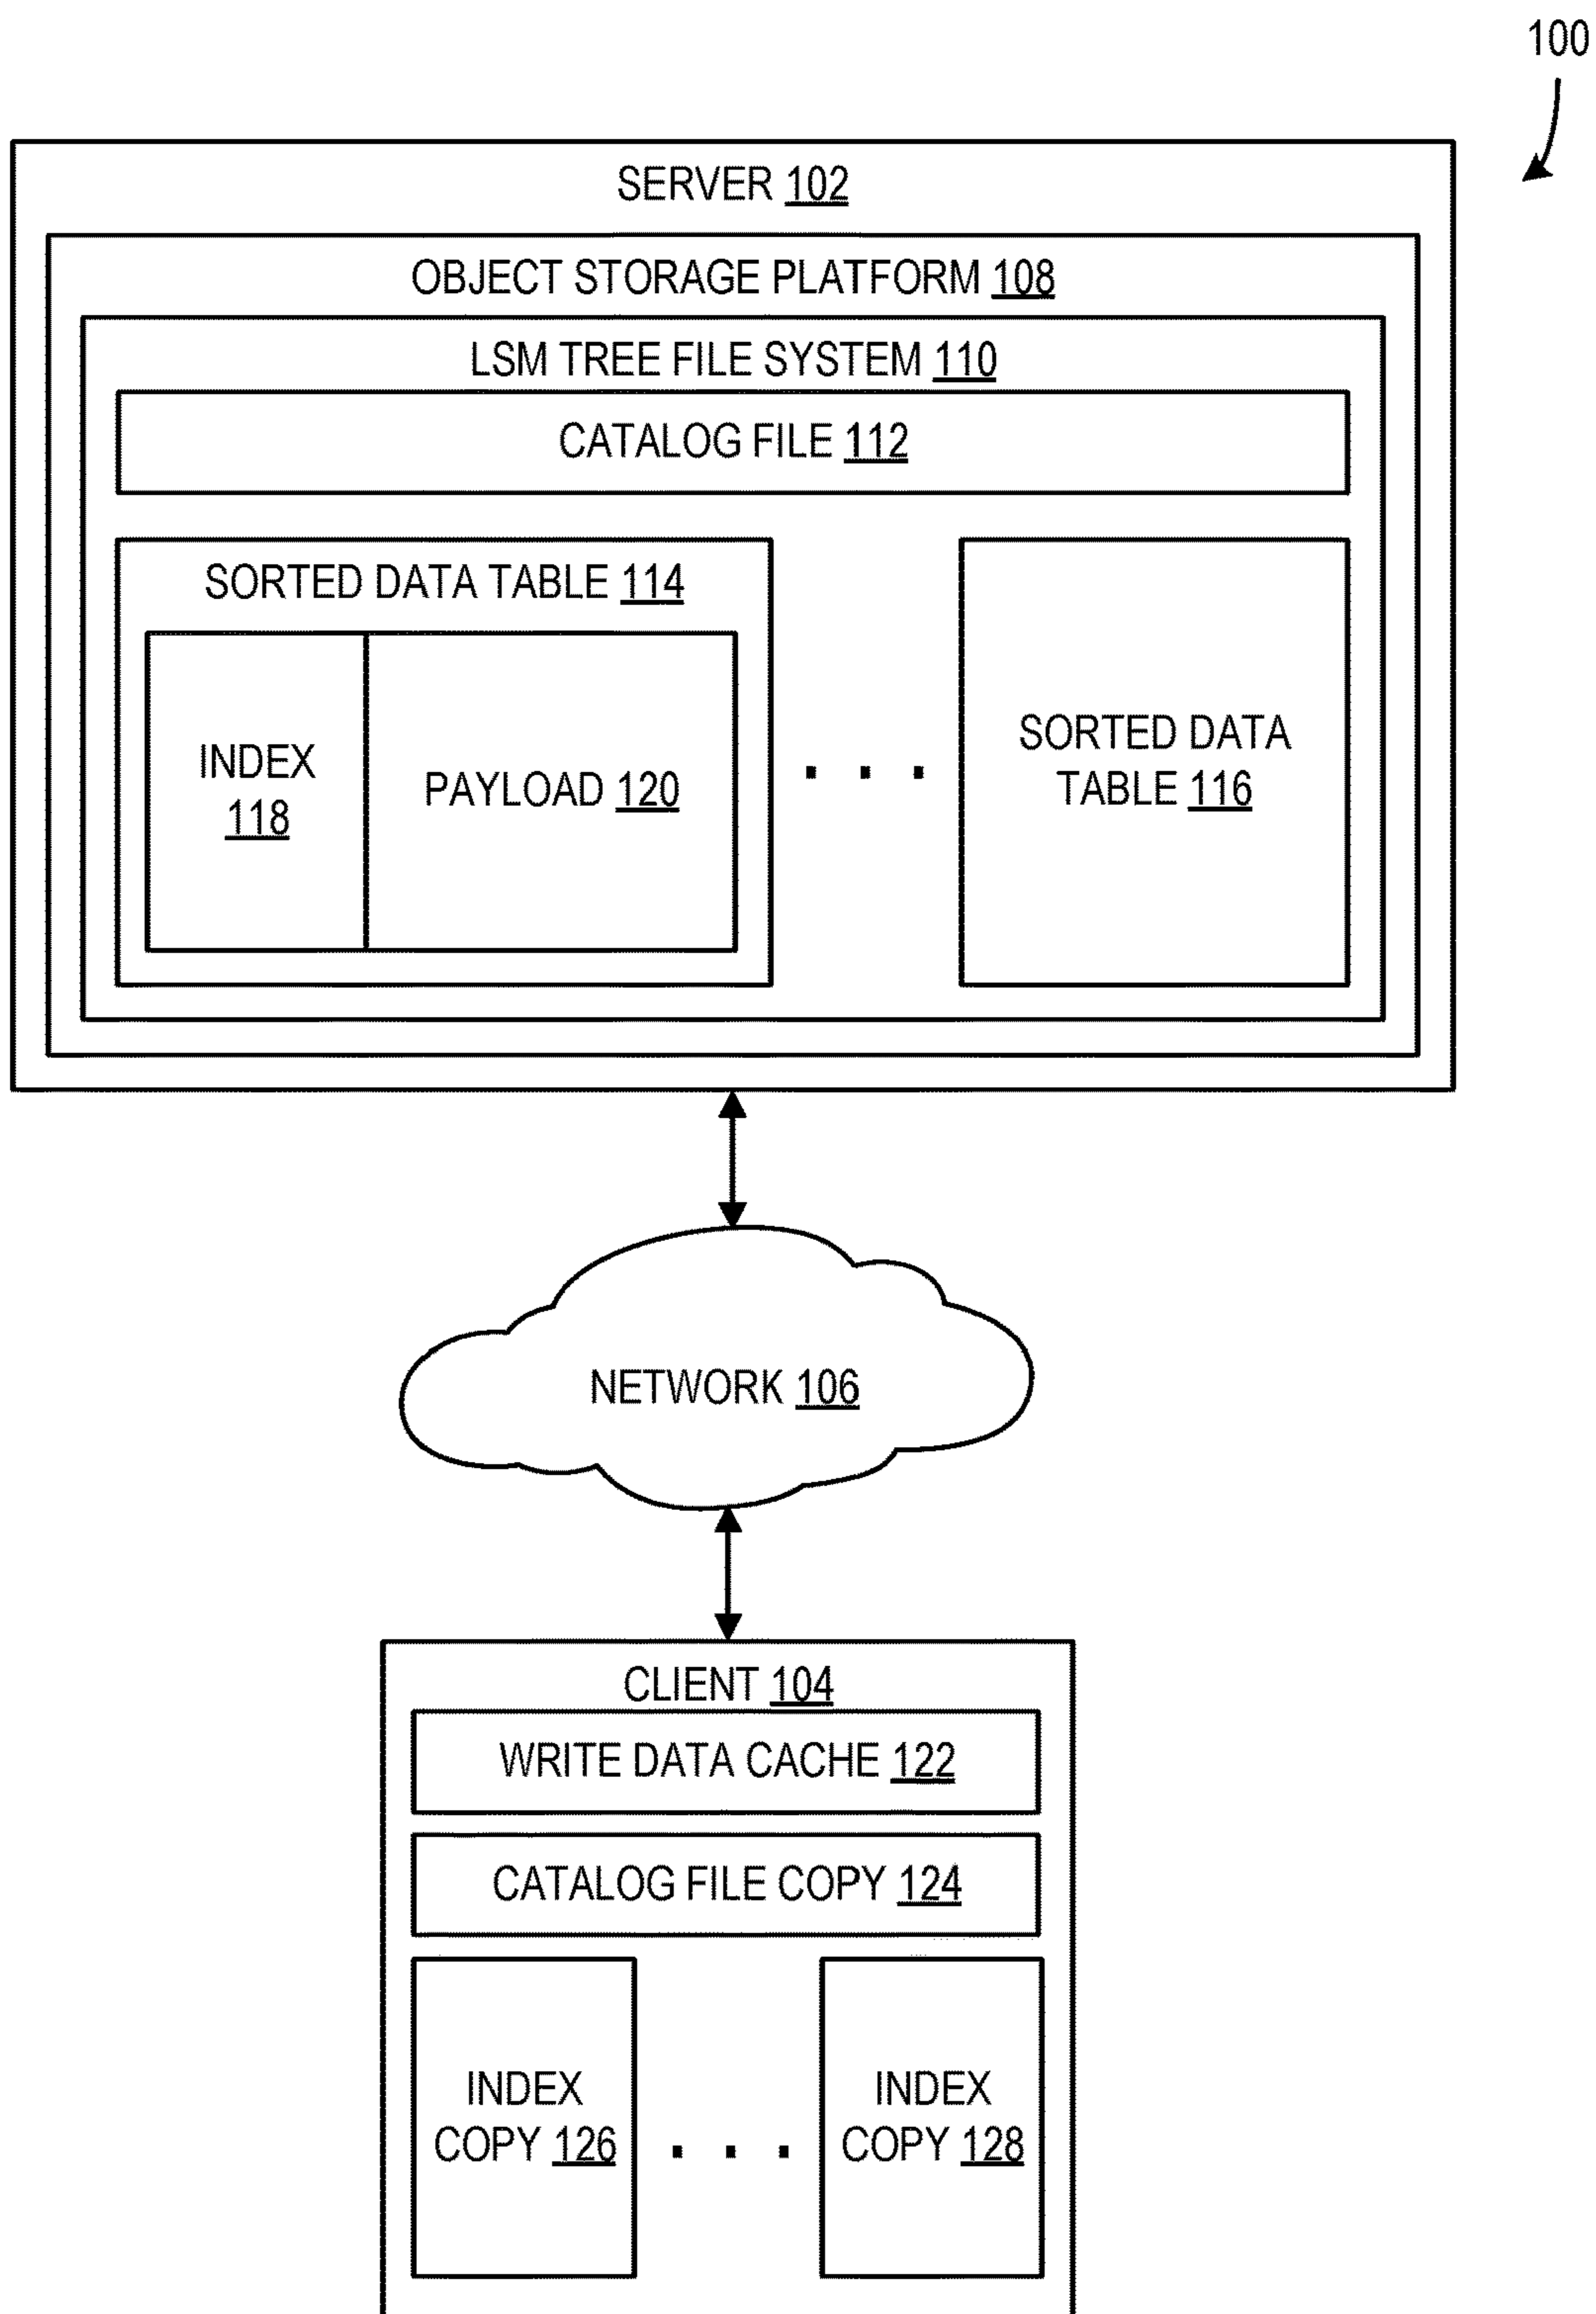 100
SERVER 102
OBJECT STORAGE PLATFORM 108
LSM TREE FILE SYSTEM 110
CATALOG FILE 112
SORTED DATA TABLE 114
INDEX
118
PAYLOAD 120
. . .
SORTED DATA
TABLE 116
NETWORK 106
CLIENT 104
WRITE DATA CACHE 122
CATALOG FILE COPY 124
INDEX
COPY 126
. . .
INDEX
COPY 128